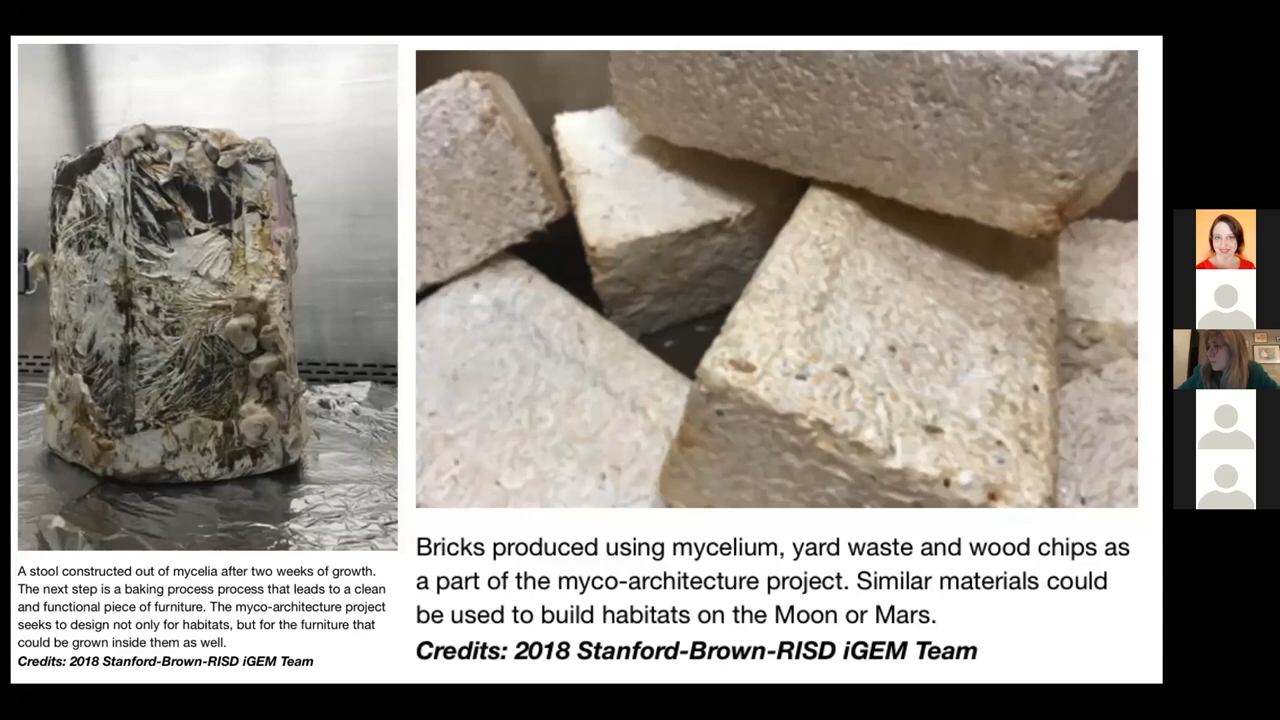 A stool constructed out of mycelia after two weeks of growth.
The next step is a baking process process that leads to a clean
and functional piece of furniture. The myco-architecture project
seeks to design not only for habitats, but for the furniture that
could be grown inside them as well.
Credits: 2018 Stanford-Brown-RISD iGEM Team
Bricks produced using mycelium, yard waste and wood chips as
a part of the myco-architecture project. Similar materials could
be used to build habitats on the Moon or Mars.
Credits: 2018 Stanford-Brown-RISD iGEM Team